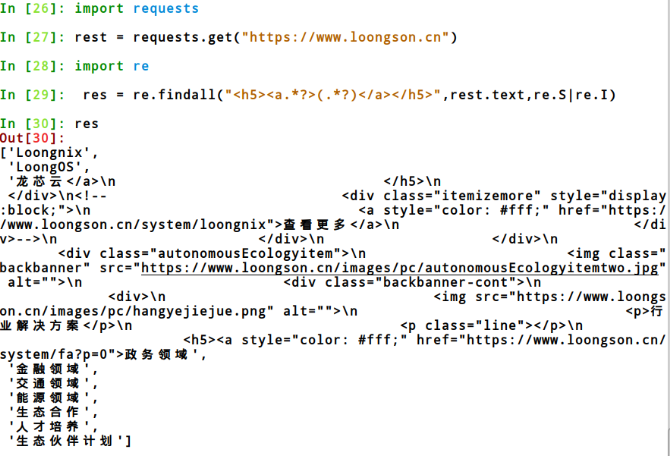 In [26]: import requests
In [27]: rest = requests.get("https://www.loongson.cn")
In [28]: import re
In [29]:  res = re.findall("<h5><a.*?>(.*?)</a></h5>",rest.text,re.S|re.I)
In [30]: res
Out[30]:
['Loongnix',
 'LoongOS',
 '龙芯云</a>\n                                </h5>\n
 </div>\n<!--                            <div class="itemizemore" style="display
:block;">\n                                <a style="color: #fff;" href="https:/
/www.loongson.cn/system/loongnix">查看更多</a>\n                            </di
v>-->\n                        </div>\n                    </div>\n
       <div class="autonomousEcologyitem">\n                        <img class="
backbanner" src="https://www.loongson.cn/images/pc/autonomousEcologyitemtwo.jpg"
 alt="">\n                        <div class="backbanner-cont">\n
             <div>\n                                <img src="https://www.loongs
on.cn/images/pc/hangyejiejue.png" alt="">\n                                <p>行
业解决方案</p>\n                                <p class="line"></p>\n
                      <h5><a style="color: #fff;" href="https://www.loongson.cn/
system/fa?p=0">政务领域',
 '金融领域',
 '交通领域',
 '能源领域',
 '生态合作',
 '人才培养',
 '生态伙伴计划']